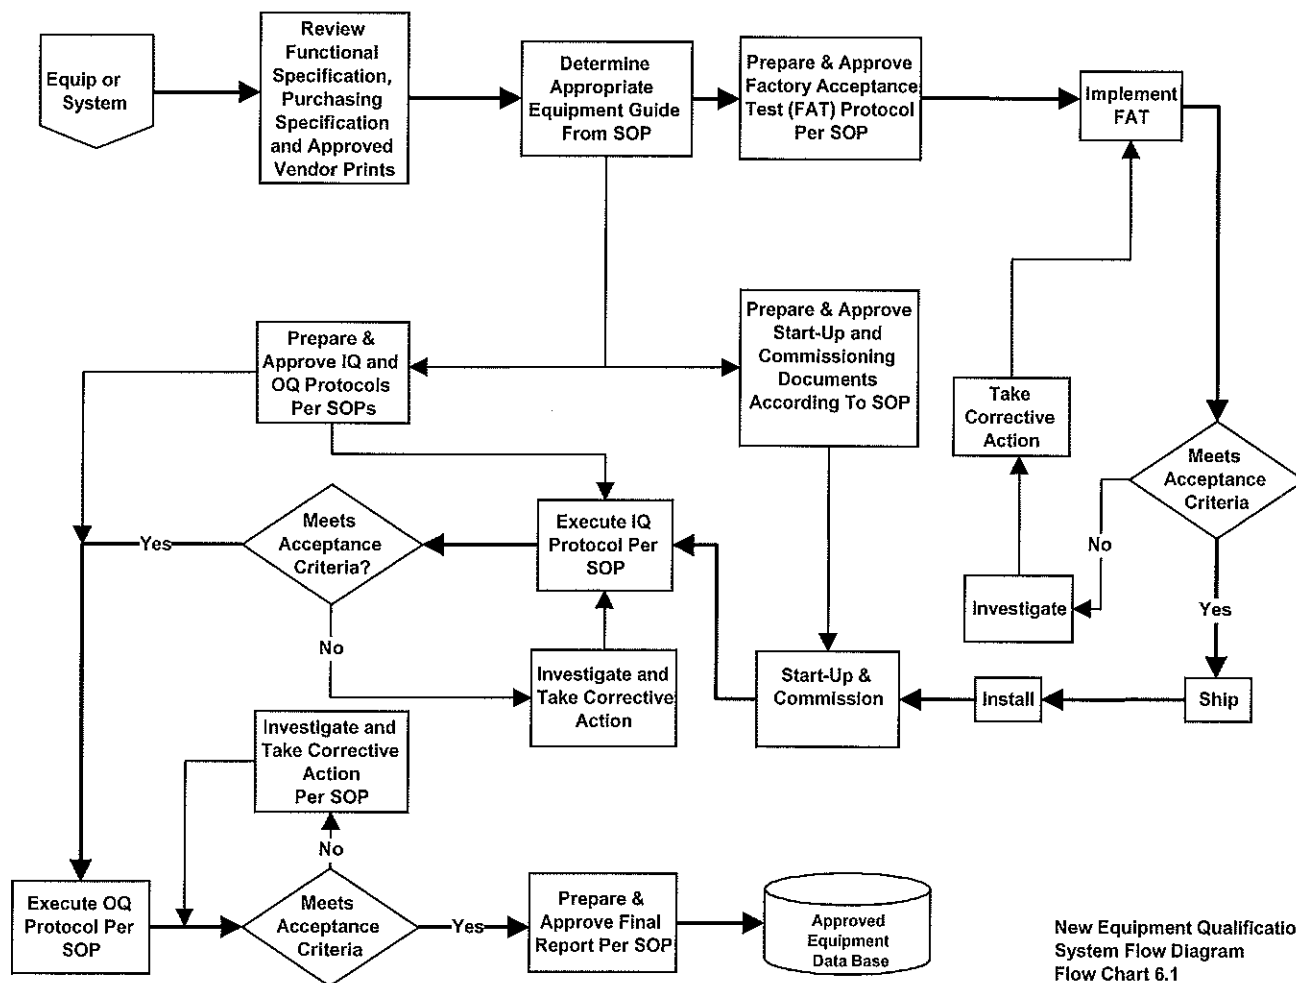 Equip or
System
Review
Functional
Specification,
Purchasing
Specification
and Approved
Vendor Prints
Determine
Appropriate
Equipment Guide
From SOP
Prepare & Approve
Factory Acceptance
Test (FAT) Protocol
Per SOP
Implement
FAT
Prepare &
Approve IQ and
OQ Protocols
Per SOPs
Prepare & Approve
Start-Up and
Commissioning
Documents
According To SOP
Take
Corrective
Action
Meets
Acceptance
Criteria
No
Yes
Investigate
Yes
Meets
Acceptance
Criteria?
Execute IQ
Protocol Per
SOP
No
Investigate and
Take Corrective
Action
Start-Up &
Commission
Install
Ship
Investigate and
Take Corrective
Action
Per SOP
No
Execute OQ
Protocol Per
SOP
Meets
Acceptance
Criteria
Yes
Prepare &
Approve Final
Report Per SOP
Approved
Equipment
Data Base
New Equipment Qualificatio
System Flow Diagram
Flow Chart 6.1